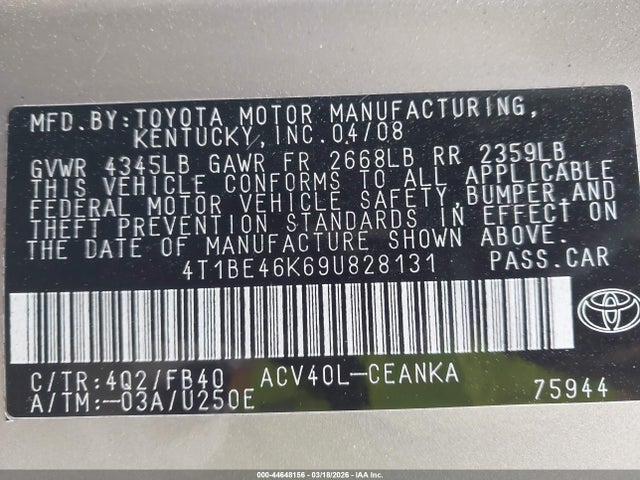 MFD.BY:TOYOTA MOTOR MANUFACTURING,
KENTUCKY,INC.04/08
GVWR 4345LB GAWR FR 2668LB RR 2359LB
THIS VEHICLE CONFORMS TO ALL APPLICABLE
FEDERAL MOTOR VEHICLE SAFETY,BUMPER,AND
THEFT PREVENTION STANDARDS IN EFFECT ON
THE DATE OF MANUFACTURE SHOWN ABOVE.
4T1BE46K69U828131 PASS.CAR
C/TR:4Q2/FB40 ACV40L-CEANKA
A/TM:-03A/U250E 75944
000-44648156 - 03/18/2026 - IAA Inc.